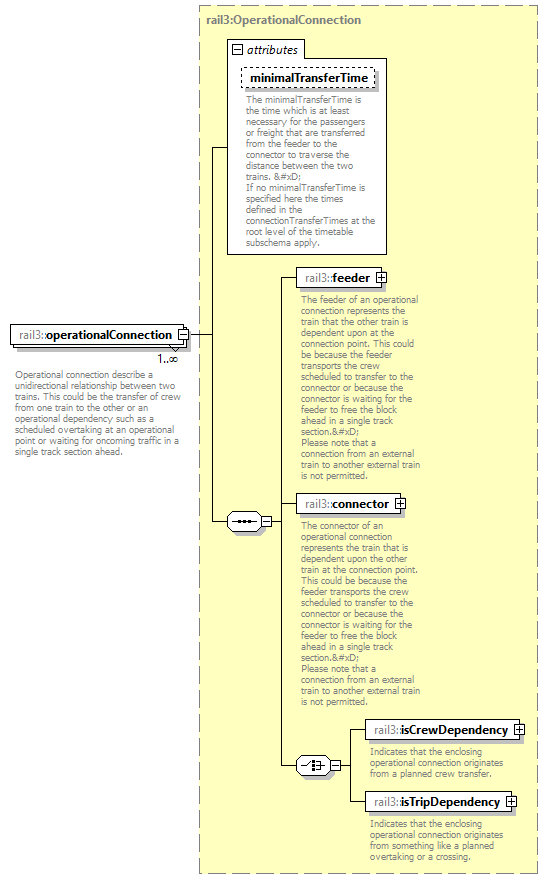 rail3:OperationalConnection
attributes
minimalTransferTime
The minimalTransferTime is
the time which is at least
necessary for the passengers
or freight that are transferred
from the feeder to the
connector to traverse the
distance between the two
trains. &#xD;
If no minimalTransferTime is
specified here the times
defined in the
connectionTransferTimes at the
root level of the timetable
subschema apply.
rail3::feeder
The feeder of an operational
connection represents the
train that the other train is
dependent upon at the
connection point. This could
be because the feeder
transports the crew
scheduled to transfer to the
connector or because the
connector is waiting for the
feeder to free the block
ahead in a single track
section.&#xD;
Please note that a
connection from an external
train to another external train
is not permitted.
rail3::operationalConnection
1..∞
Operational connection describe a
unidirectional relationship between two
trains. This could be the transfer of crew
from one train to the other or an
operational dependency such as a
scheduled overtaking at an operational
point or waiting for oncoming traffic in a
single track section ahead.
rail3::connector
The connector of an
operational connection
represents the train that is
dependent upon the other
train at the connection point.
This could be because the
feeder transports the crew
scheduled to transfer to the
connector or because the
connector is waiting for the
feeder to free the block
ahead in a single track
section.&#xD;
Please note that a
connection from an external
train to another external train
is not permitted.
rail3::isCrewDependency
Indicates that the enclosing
operational connection originates
from a planned crew transfer.
rail3::isTripDependency
Indicates that the enclosing
operational connection originates
from something like a planned
overtaking or a crossing.